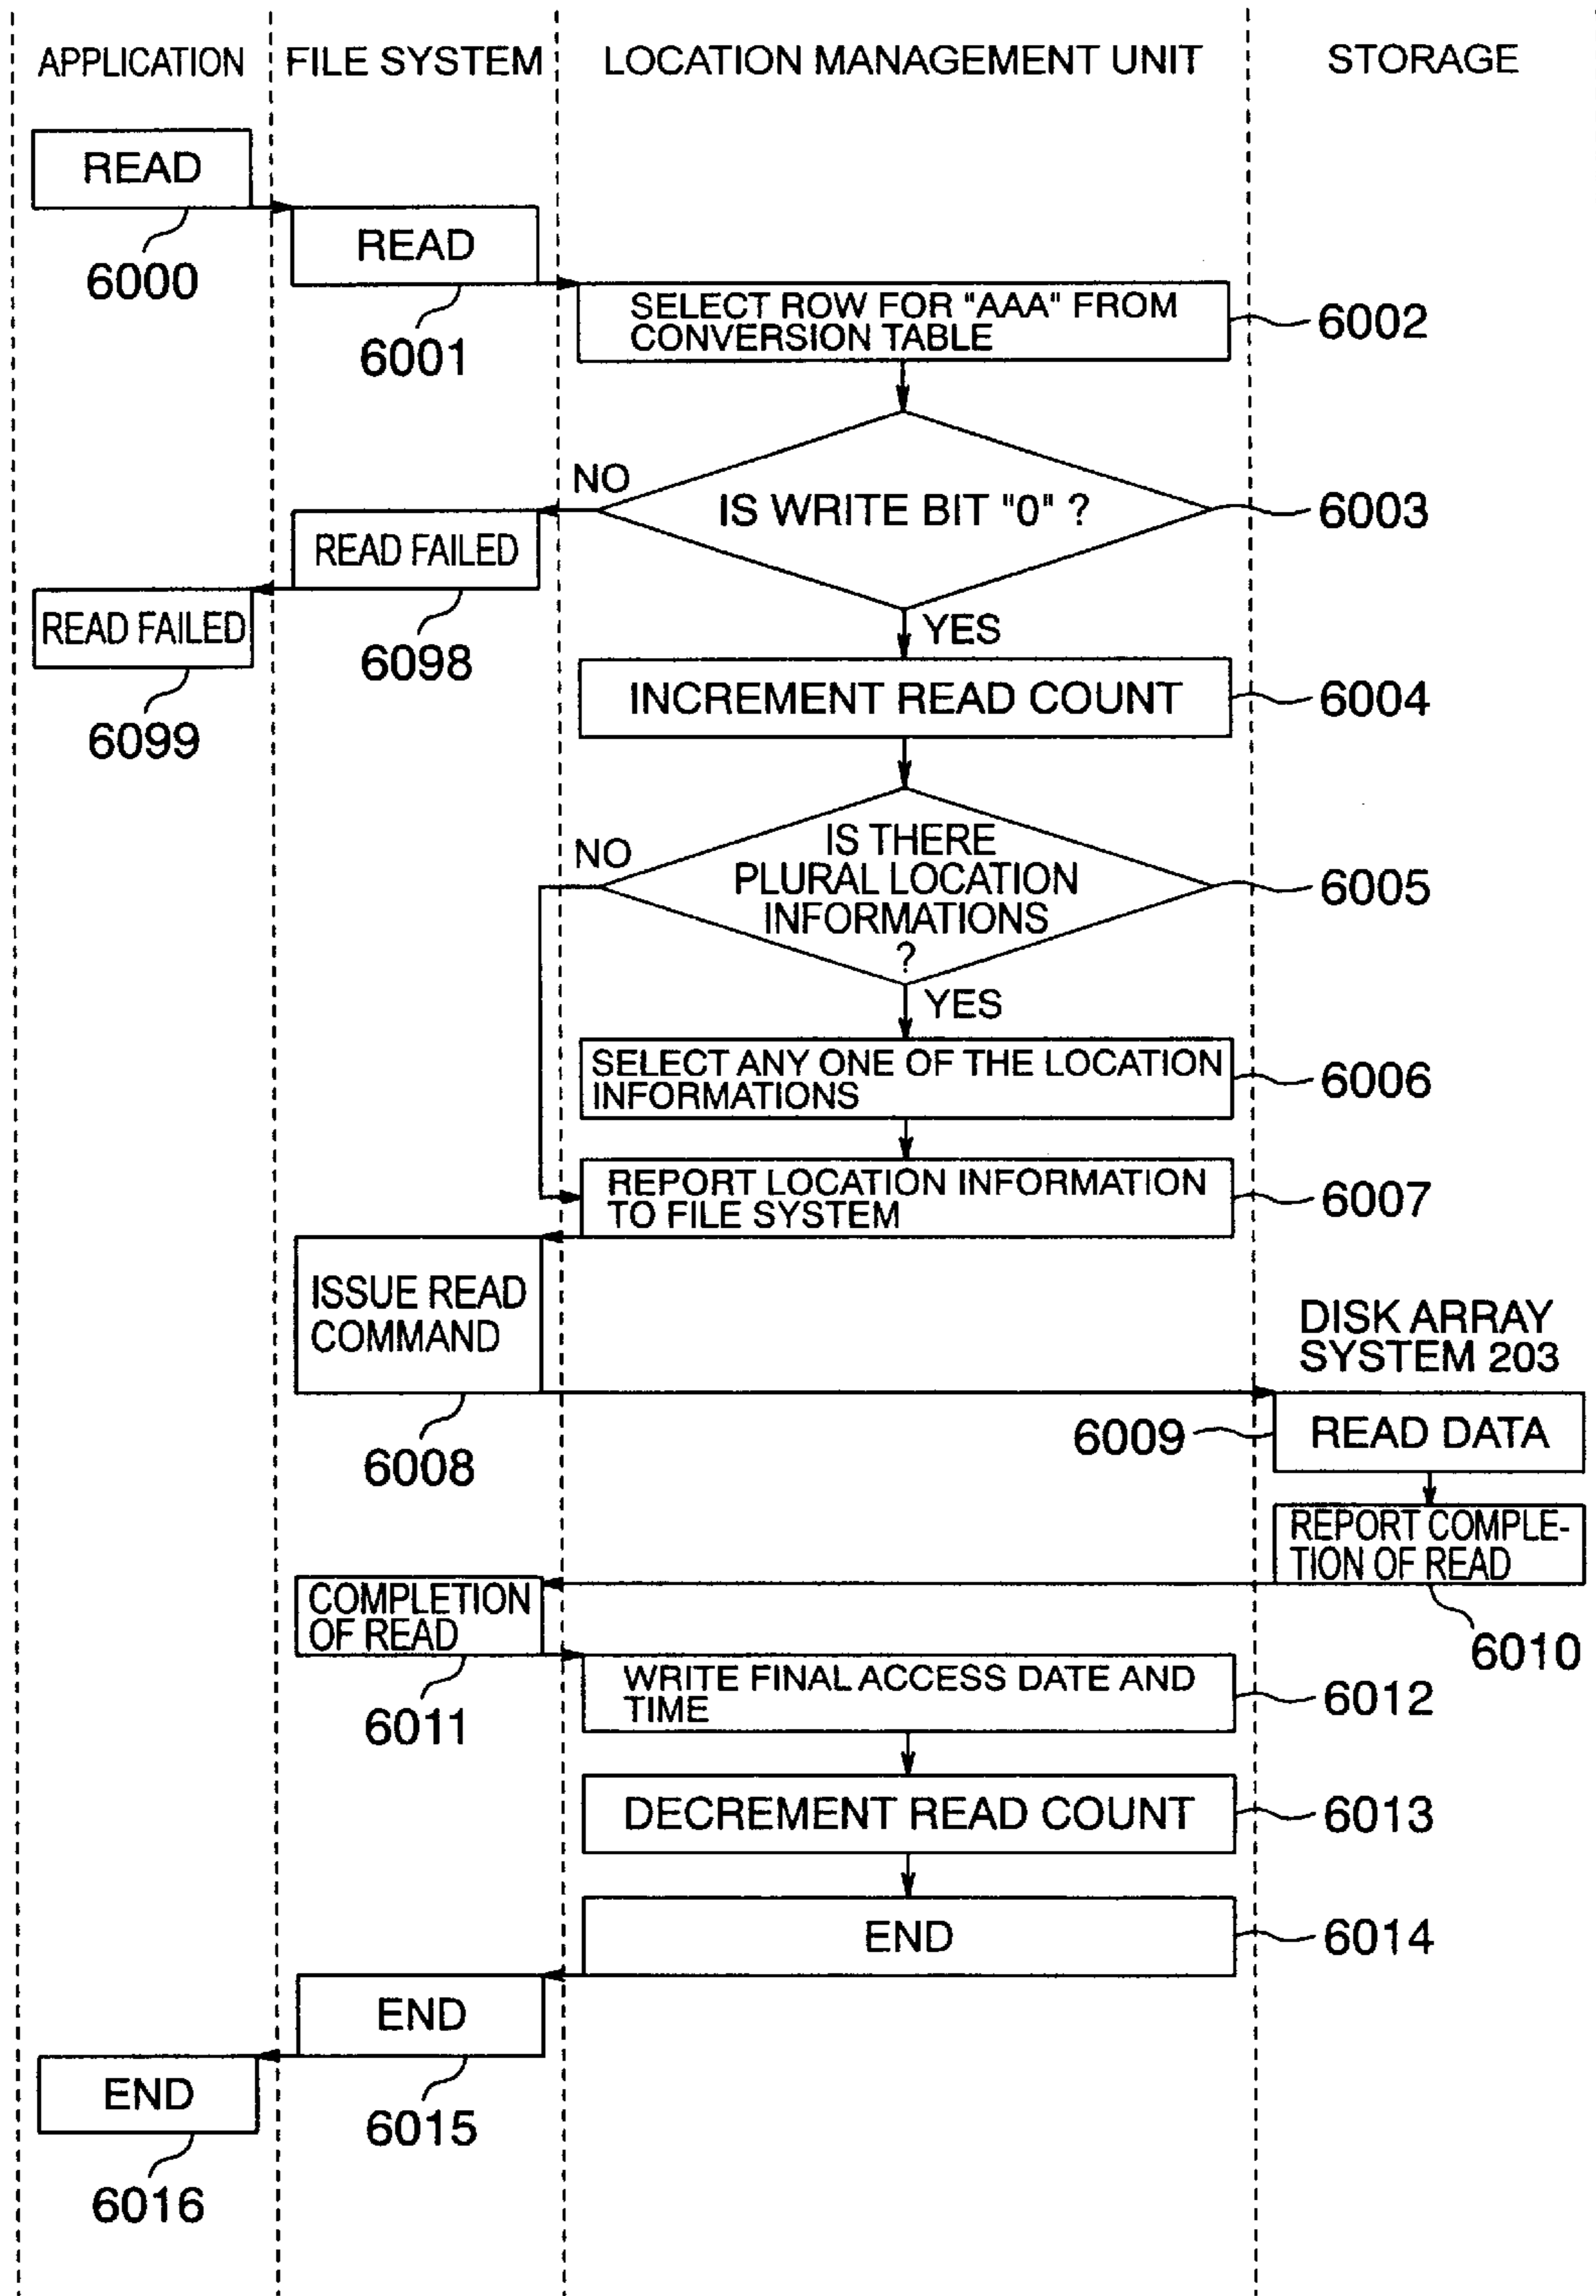 APPLICATION
FILE SYSTEM
LOCATION MANAGEMENT UNIT
STORAGE
READ
6000
READ
6001
SELECT ROW FOR "AAA" FROM
CONVERSION TABLE
6002
NO
IS WRITE BIT "0" ?
6003
READ FAILED
6098
READ FAILED
6099
YES
INCREMENT READ COUNT
6004
NO
IS THERE
PLURAL LOCATION
INFORMATIONS
?
6005
YES
SELECT ANY ONE OF THE LOCATION
INFORMATIONS
6006
REPORT LOCATION INFORMATION
TO FILE SYSTEM
6007
ISSUE READ
COMMAND
6008
DISK ARRAY
SYSTEM 203
6009
READ DATA
REPORT COMPLE-
TION OF READ
6010
COMPLETION
OF READ
6011
WRITE FINAL ACCESS DATE AND
TIME
6012
DECREMENT READ COUNT
6013
END
6014
END
6015
END
6016